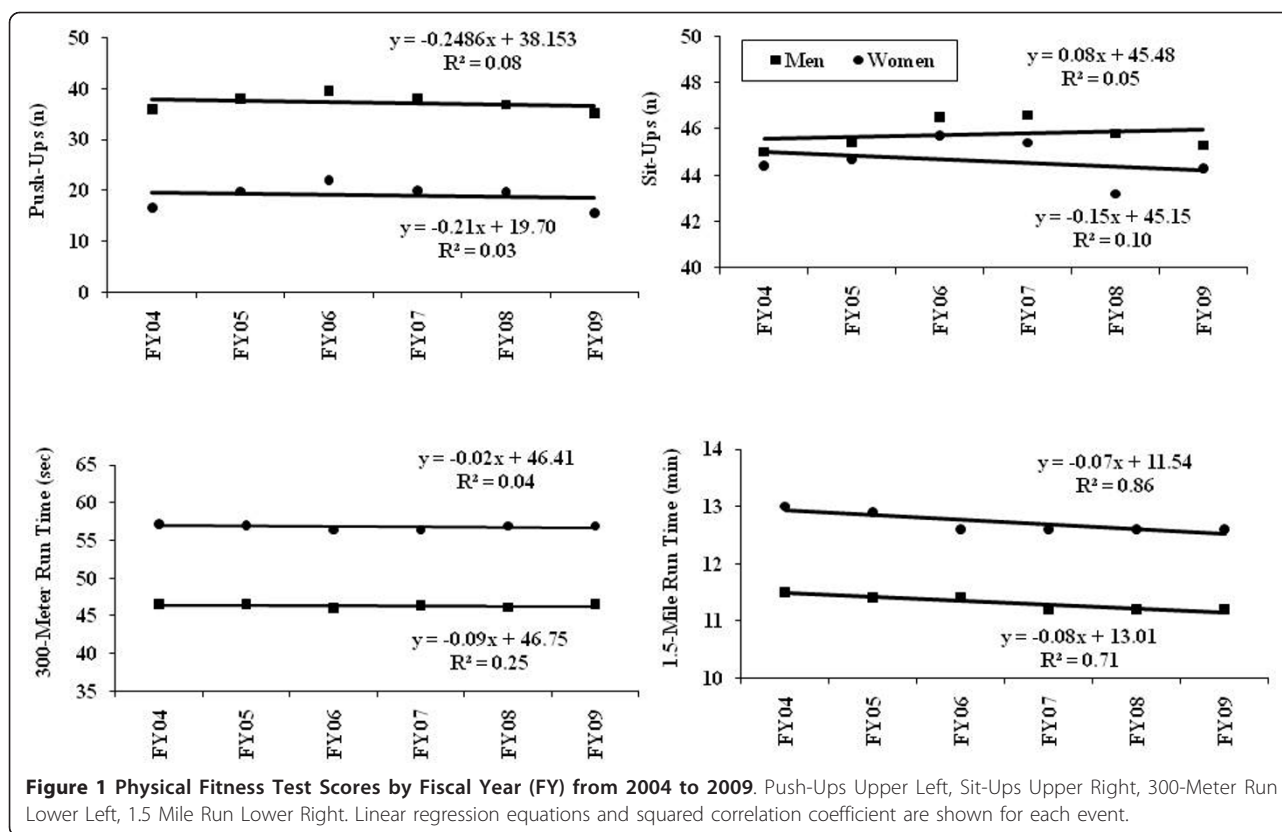 50
40
30
20
10
0
Push-Ups (n)
y = -0.2486x + 38.153
R² = 0.08
y = -0.21x + 19.70
R² = 0.03
FY04
FY05
FY06
FY07
FY08
FY09
50
48
46
44
42
40
Sit-Ups (n)
Men Women
y = 0.08x + 45.48
R² = 0.05
y = -0.15x + 45.15
R² = 0.10
FY04
FY05
FY06
FY07
FY08
FY09
65
60
55
50
45
40
35
300-Meter Run Time (sec)
y = -0.02x + 46.41
R² = 0.04
y = -0.09x + 46.75
R² = 0.25
FY04
FY05
FY06
FY07
FY08
FY09
14
13
12
11
10
1.5-Mile Run Time (min)
y = -0.07x + 11.54
R² = 0.86
y = -0.08x + 13.01
R² = 0.71
FY04
FY05
FY06
FY07
FY08
FY09
Figure 1 Physical Fitness Test Scores by Fiscal Year (FY) from 2004 to 2009. Push-Ups Upper Left, Sit-Ups Upper Right, 300-Meter Run
Lower Left, 1.5 Mile Run Lower Right. Linear regression equations and squared correlation coefficient are shown for each event.